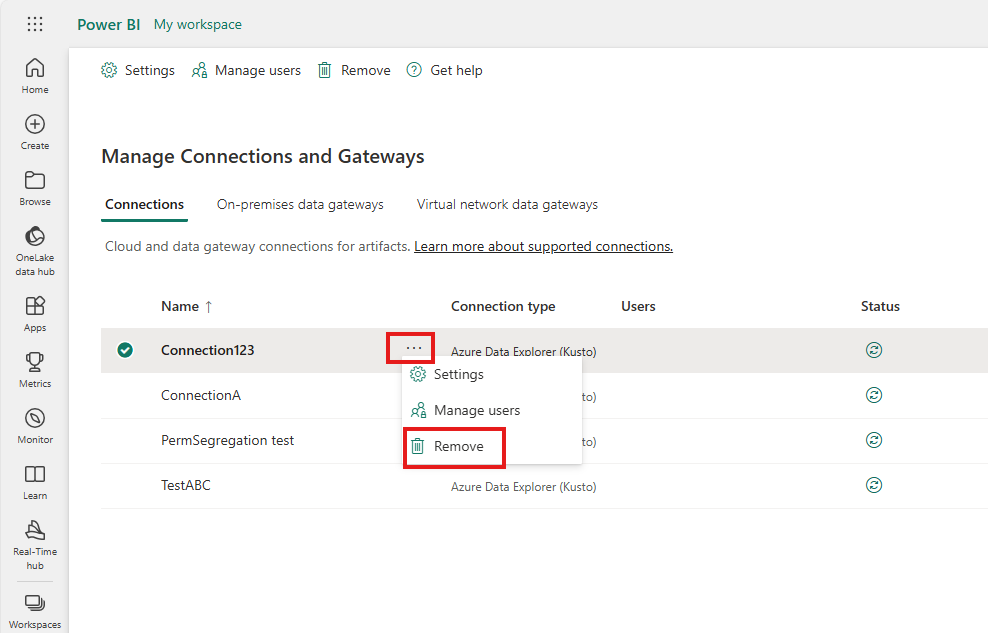 Power BI My workspace
Settings Manage users Remove Get help
Home
Create
Browse
OneLake
data hub
Apps
Metrics
Monitor
Learn
Real-Time
hub
Workspaces
Manage Connections and Gateways
Connections On-premises data gateways Virtual network data gateways
Cloud and data gateway connections for artifacts. Learn more about supported connections.
Name ↑ Connection type Users Status
Connection123 ... Azure Data Explorer (Kusto)
Settings
ConnectionA to)
Manage users
PermSegregation test to)
Remove
TestABC Azure Data Explorer (Kusto)